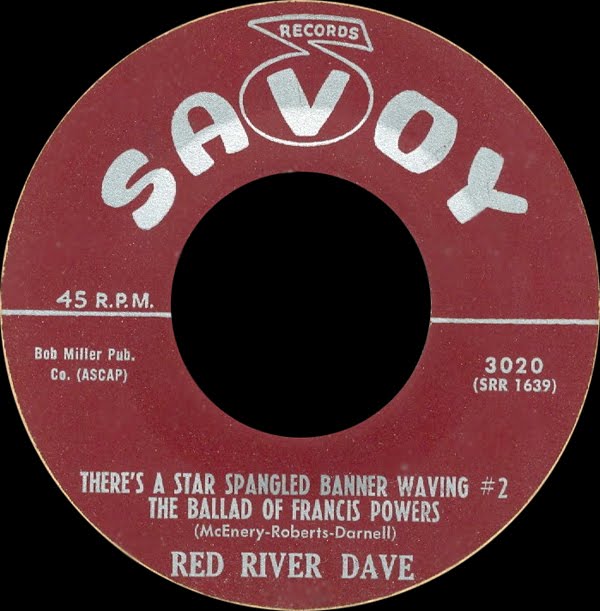 RECORDS
SAVOY
45 R.P.M.
Bob Miller Pub.
Co. (ASCAP)
3020
(SRR 1639)
THERE'S A STAR SPANGLED BANNER WAVING #2
THE BALLAD OF FRANCIS POWERS
(McEnery-Roberts-Darnell)
RED RIVER DAVE